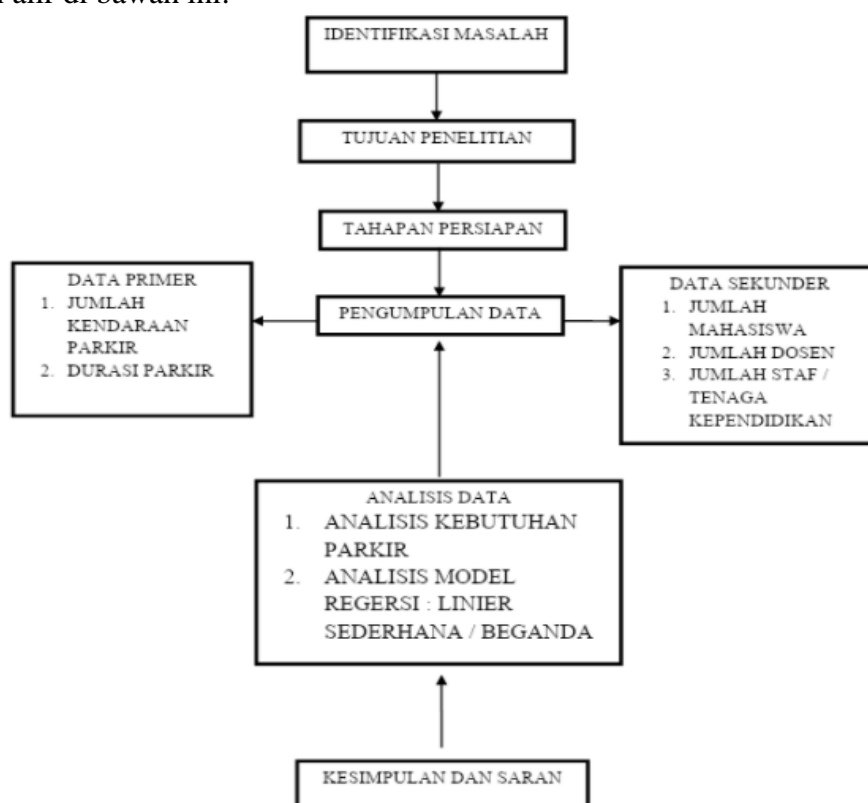 di bawah ini:
IDENTIFIKASI MASALAH
TUJUAN PENELITIAN
TAHAPAN PERSIAPAN
PENGUMPULAN DATA
DATA PRIMER
1. JUMLAH
KENDARAAN
PARKIR
2. DURASI PARKIR
DATA SEKUNDER
1. JUMLAH
MAHASISWA
2. JUMLAH DOSEN
3. JUMLAH STAF /
TENAGA
KEPENDIDIKAN
ANALISIS DATA
1. ANALISIS KEBUTUHAN
PARKIR
2. ANALISIS MODEL
REGERSI : LINIER
SEDERHANA / BEGANDA
KESIMPULAN DAN SARAN